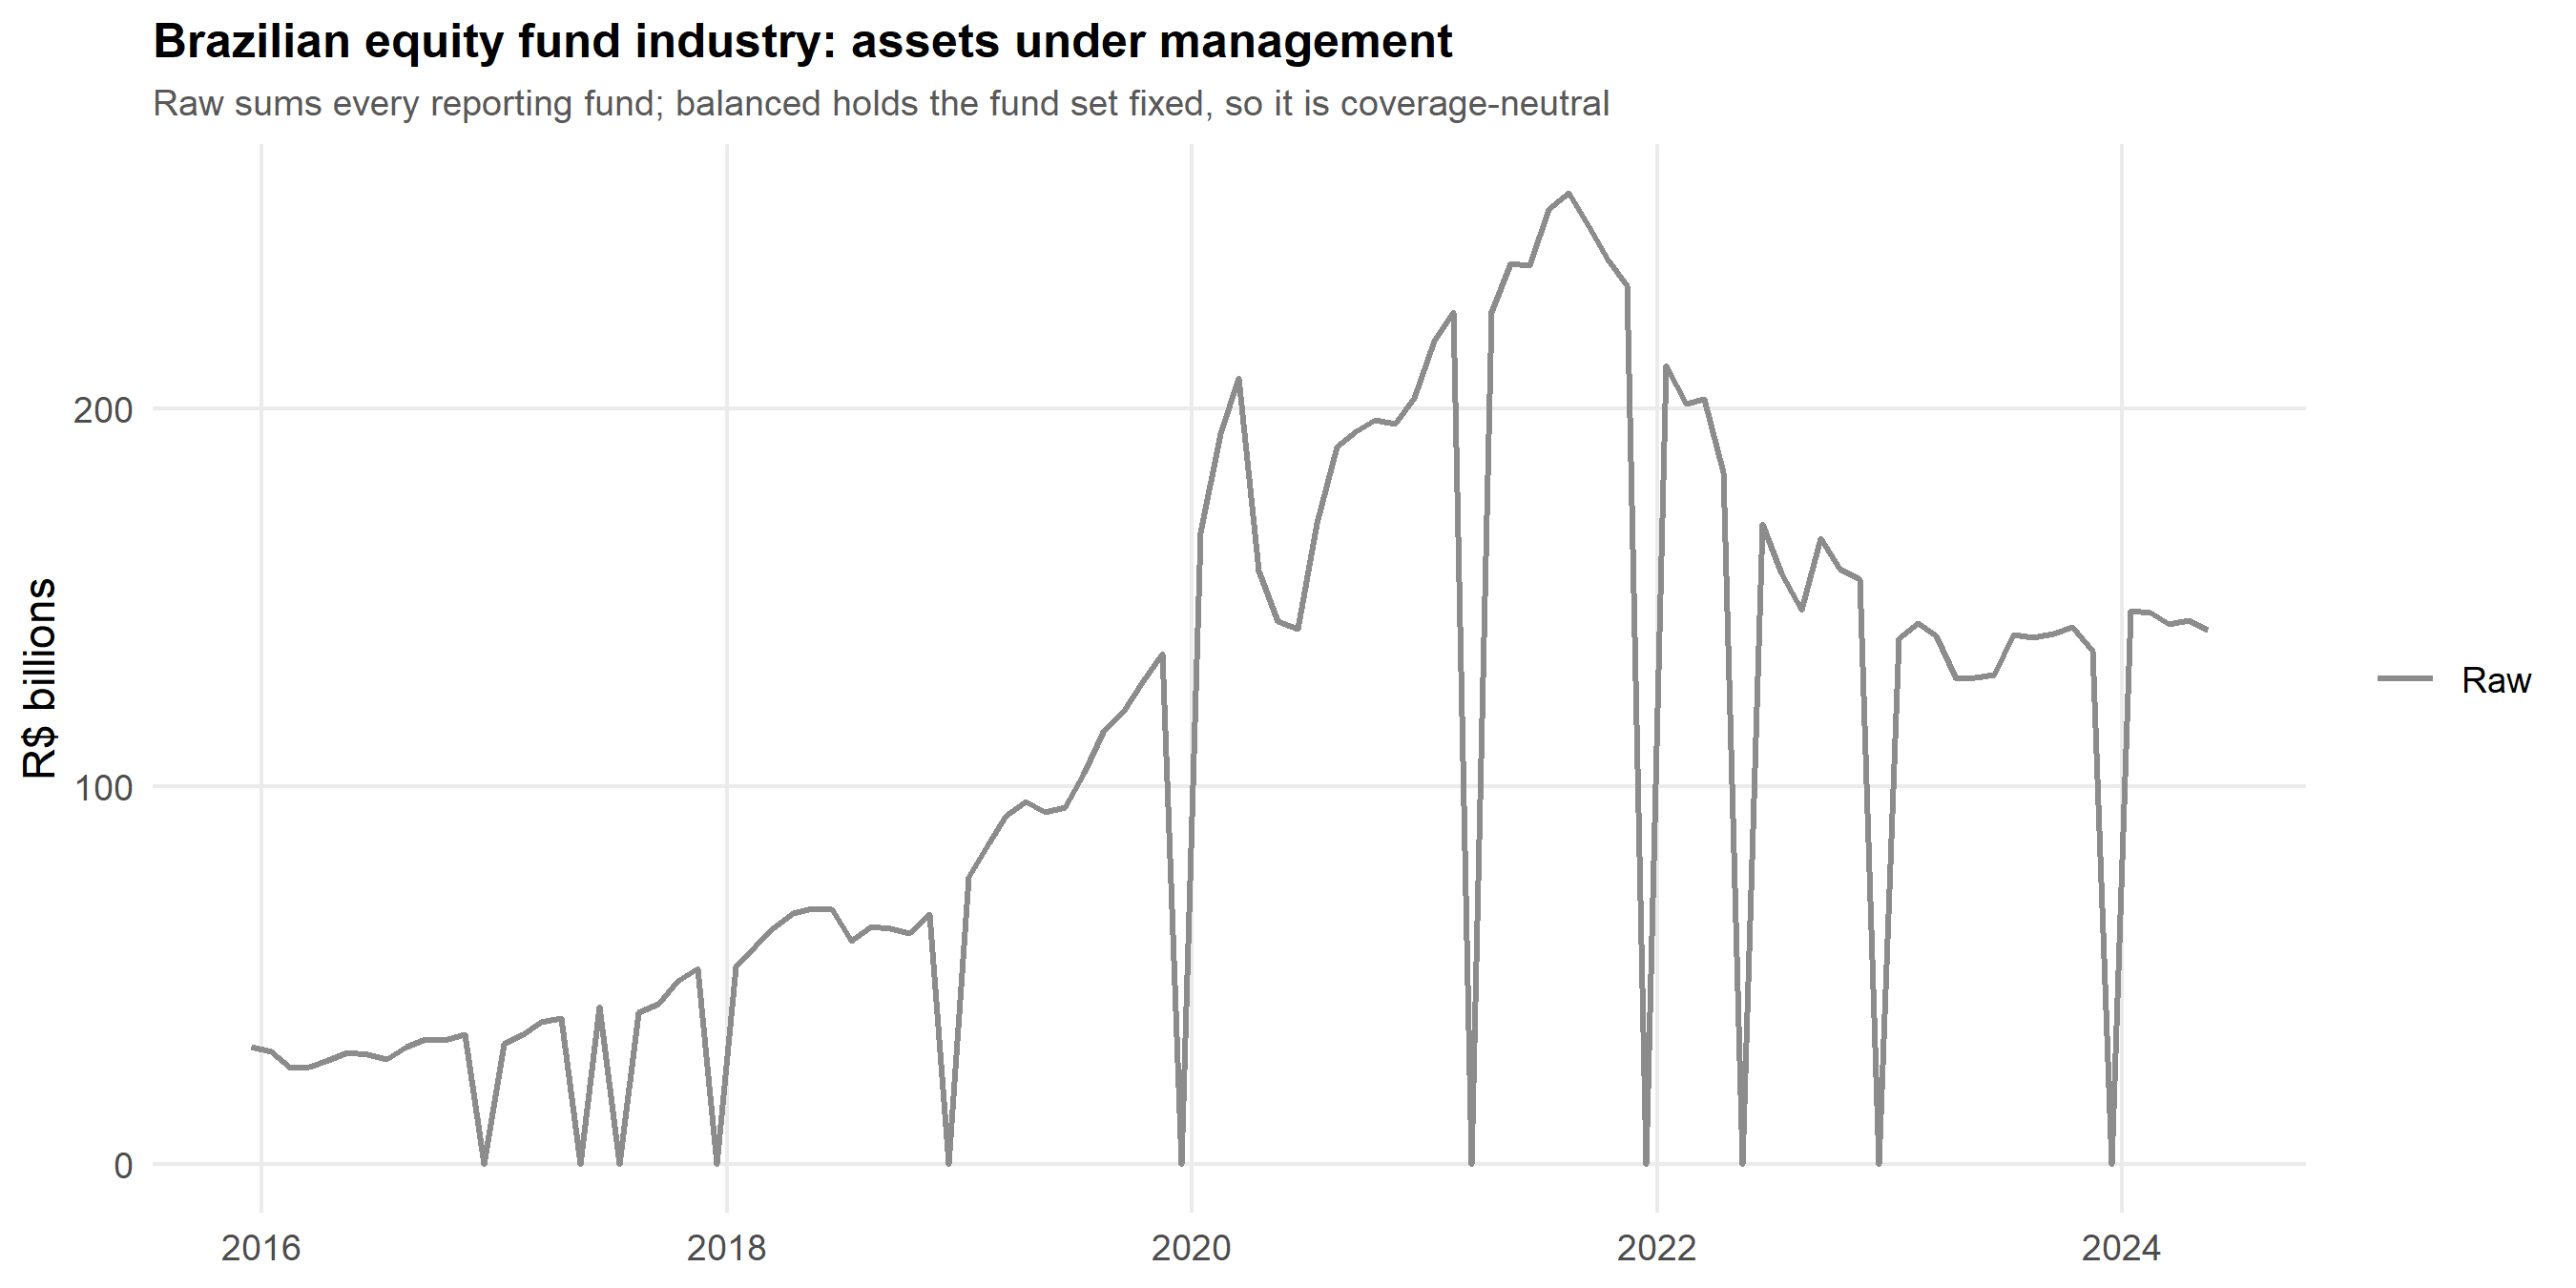 Brazilian equity fund industry: assets under management
Raw sums every reporting fund; balanced holds the fund set fixed, so it is coverage-neutral
R$ billions
200
100
0
2016
2018
2020
2022
2024
Raw